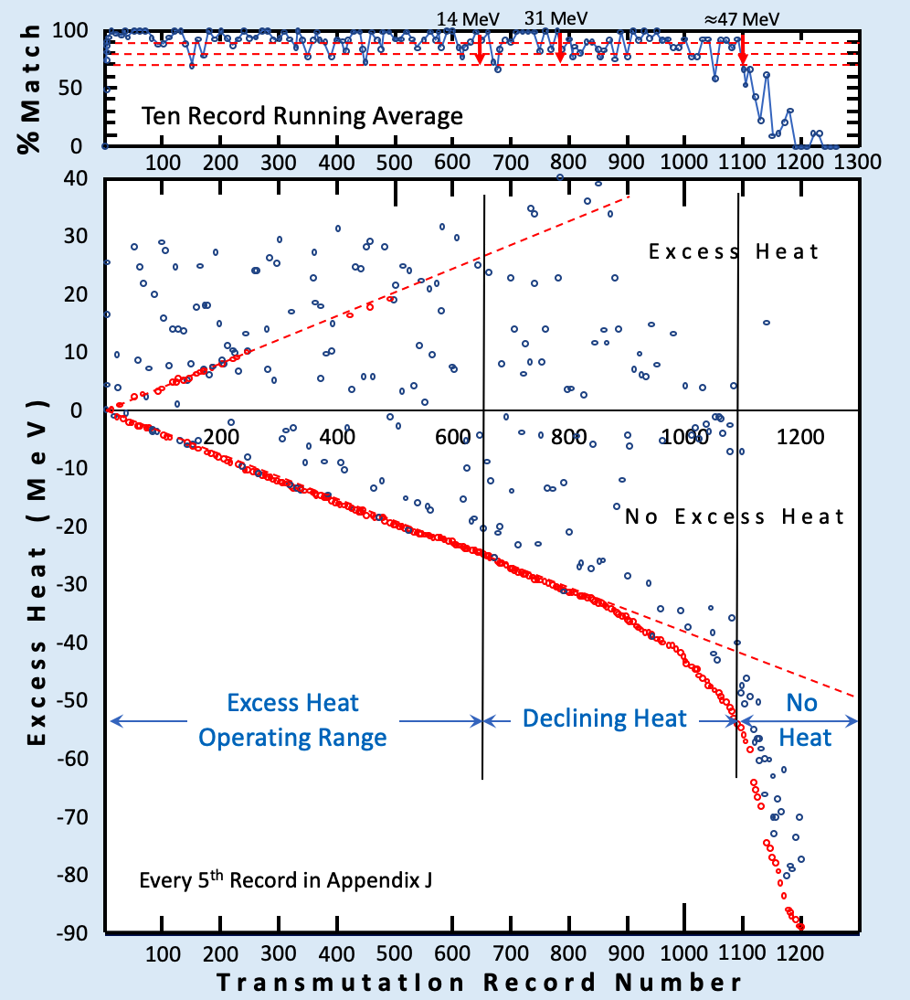 14 MeV 31 MeV ≈47 MeV
% Match
100
50
0
Ten Record Running Average
100 200 300 400 500 600 700 800 900 1000 1100 1200 1300
Excess Heat ( MeV )
40
30
20
10
0
-10
-20
-30
-40
-50
-60
-70
-80
-90
Excess Heat
200 400 600 800 1000 1200
No Excess Heat
Excess Heat
Operating Range
Declining Heat
No
Heat
Every 5th Record in Appendix J
100 200 300 400 500 600 700 800 900 1000 1100 1200
TransmutatIon Record Number